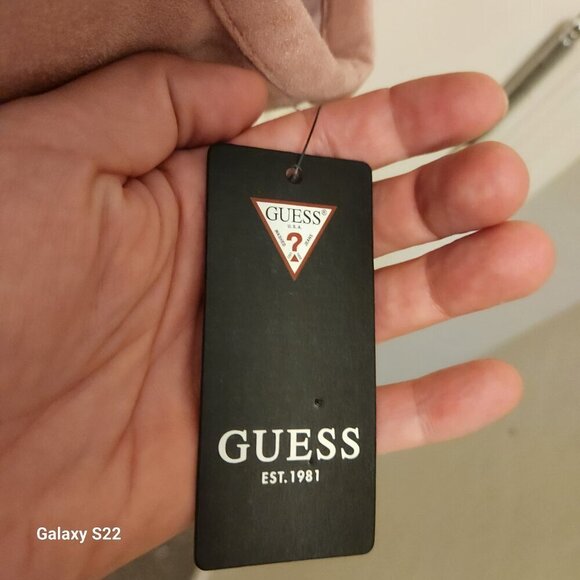 GUESS®
U.S.A.
?
GUESS
EST.1981
Galaxy S22